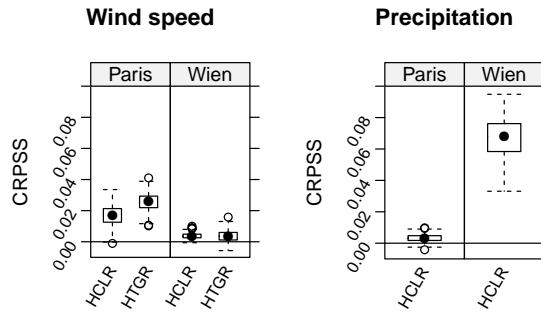 Wind speed
Paris Wien
CRPSS
0.08
0.06
0.04
0.02
0.00
HCLR HTGR HCLR HTGR
Precipitation
Paris Wien
CRPSS
0.08
0.06
0.04
0.02
0.00
HCLR HCLR